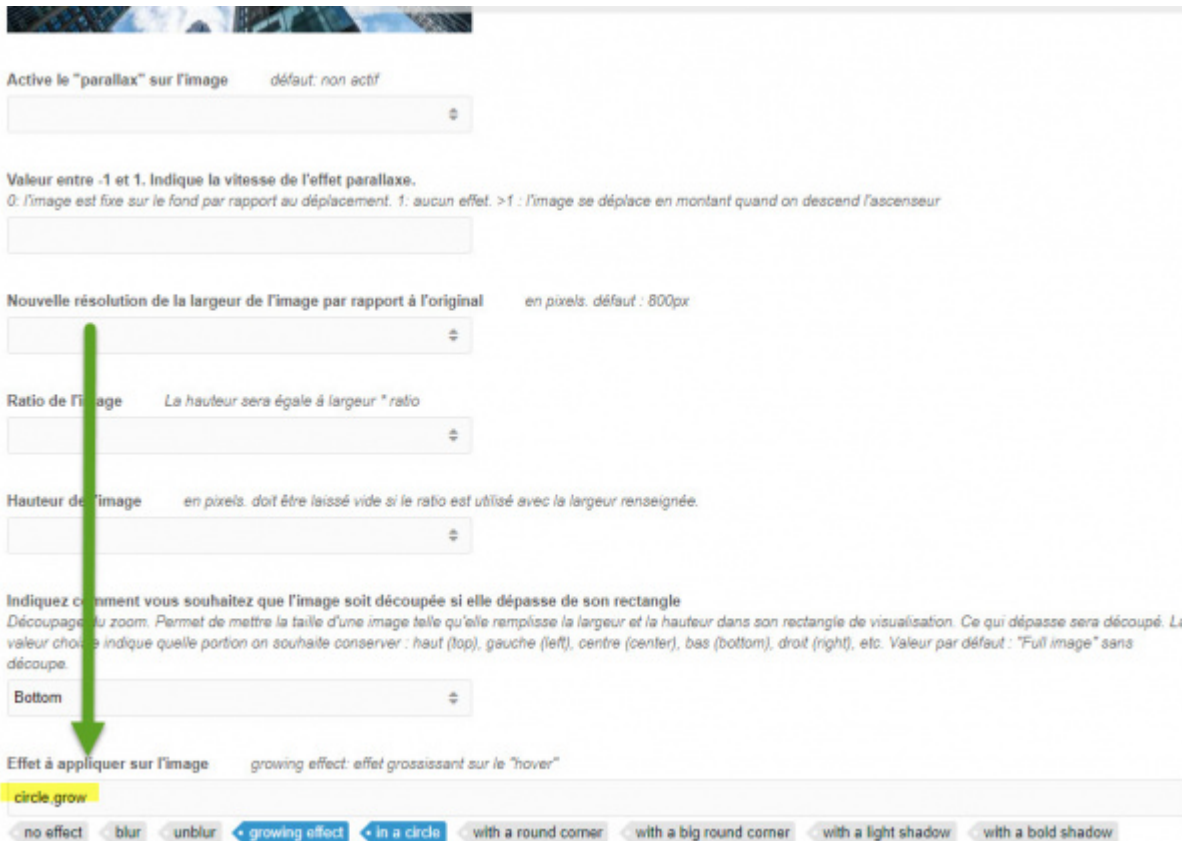 Active le "parallax" sur l'image défaut: non actif
Valeur entre -1 et 1. Indique la vitesse de l'effet parallaxe.
0: l'image est fixe sur le fond par rapport au déplacement. 1: aucun effet. >1 : l'image se déplace en montant quand on descend l'ascenseur
Nouvelle résolution de la largeur de l'image par rapport à l'original en pixels. défaut : 800px
Ratio de l'image La hauteur sera égale à largeur * ratio
Hauteur de l'image en pixels. doit être laissé vide si le ratio est utilisé avec la largeur renseignée.
Indiquez comment vous souhaitez que l'image soit découpée si elle dépasse de son rectangle
Découpage du zoom. Permet de mettre la taille d'une image telle qu'elle remplisse la largeur et la hauteur dans son rectangle de visualisation. Ce qui dépasse sera découpé. La
valeur choisie indique quelle portion on souhaite conserver : haut (top), gauche (left), centre (center), bas (bottom), droit (right), etc. Valeur par défaut : "Full image" sans
découpe.
Bottom
Effet à appliquer sur l'image growing effect: effet grossissant sur le "hover"
circle,grow
no effect blur unblur growing effect in a circle with a round corner with a big round corner with a light shadow with a bold shadow